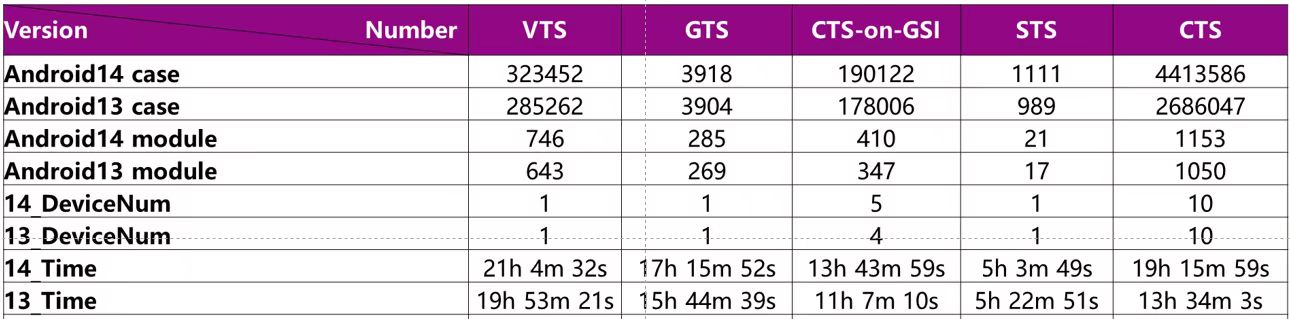 Version Number VTS GTS CTS-on-GSI STS CTS
Android14 case 323452 3918 190122 1111 4413586
Android13 case 285262 3904 178006 989 2686047
Android14 module 746 285 410 21 1153
Android13 module 643 269 347 17 1050
14_DeviceNum 1 1 5 1 10
13_DeviceNum 1 1 4 1 10
14_Time 21h 4m 32s 17h 15m 52s 13h 43m 59s 5h 3m 49s 19h 15m 59s
13_Time 19h 53m 21s 15h 44m 39s 11h 7m 10s 5h 22m 51s 13h 34m 3s